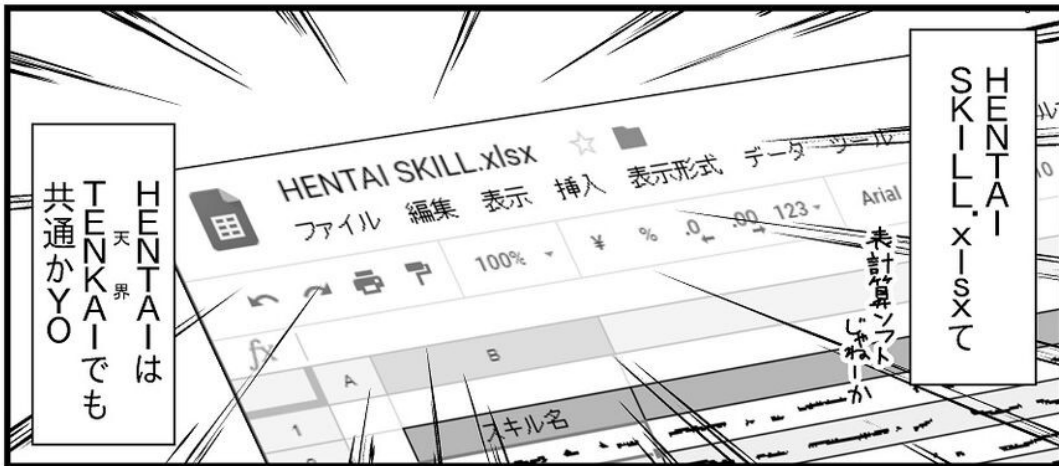 HENTAI
SKILL.xlsxて
HENTAI SKILL.xlsx
ファイル 編集 表示 挿入 表示形式 データ ツール
100% ¥ % .0 .00 123 Arial 10
fx
A B
1 スキル名
表計算ソフト
じゃねーか
HENTAIは
天界
TENKAIでも
共通かYO